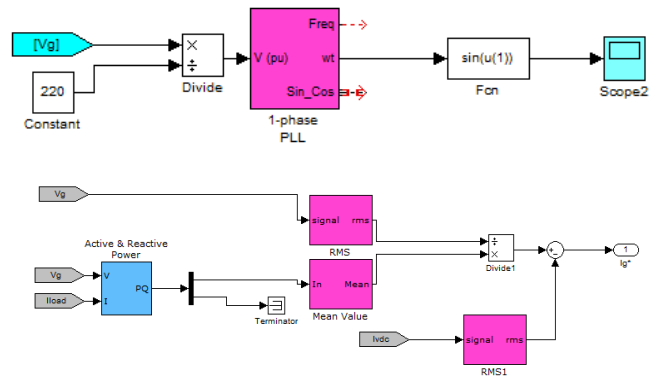 Freq
[Vg]
V (pu)
wt
sin(u(1))
220
Divide
Sin_Cos
Fcn
Scope2
Constant
1-phase
PLL
Vg
signal rms
RMS
Active & Reactive
Power
Divide1
1
Ig*
Vg
V
PQ
In Mean
Iload
I
Terminator
Mean Value
Ivdc
signal rms
RMS1